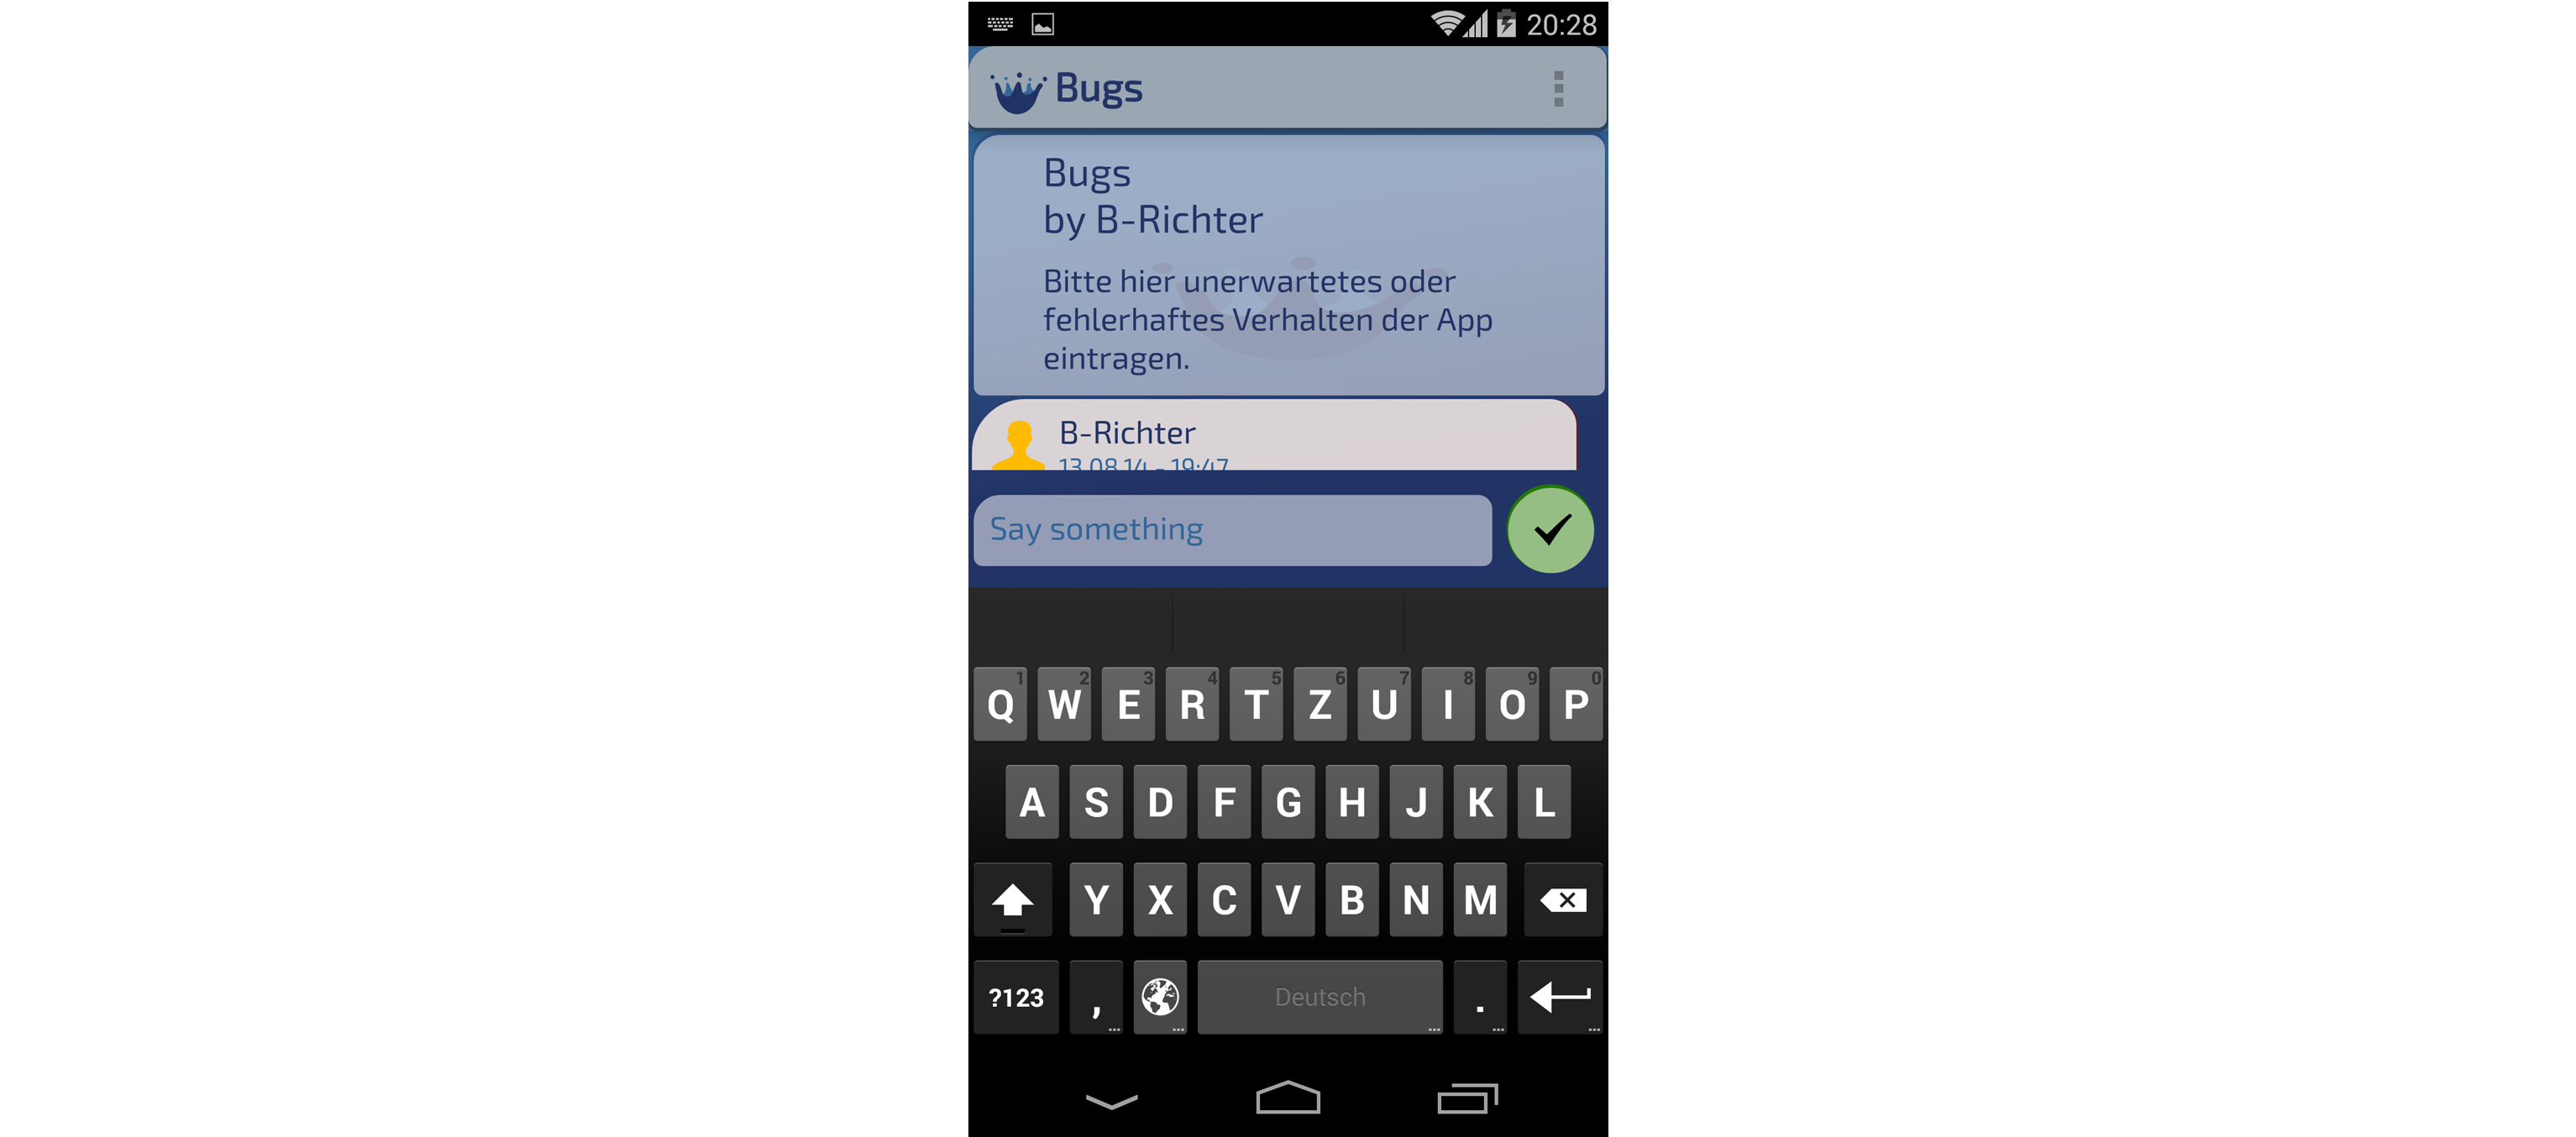 20:28
Bugs
Bugs
by B-Richter
Bitte hier unerwartetes oder
fehlerhaftes Verhalten der App
eintragen.
B-Richter
13.08.14 - 19:47
Say something
1 2 3 4 5 6 7 8 9 0
Q W E R T Z U I O P
A S D F G H J K L
Y X C V B N M
?123 , Deutsch .